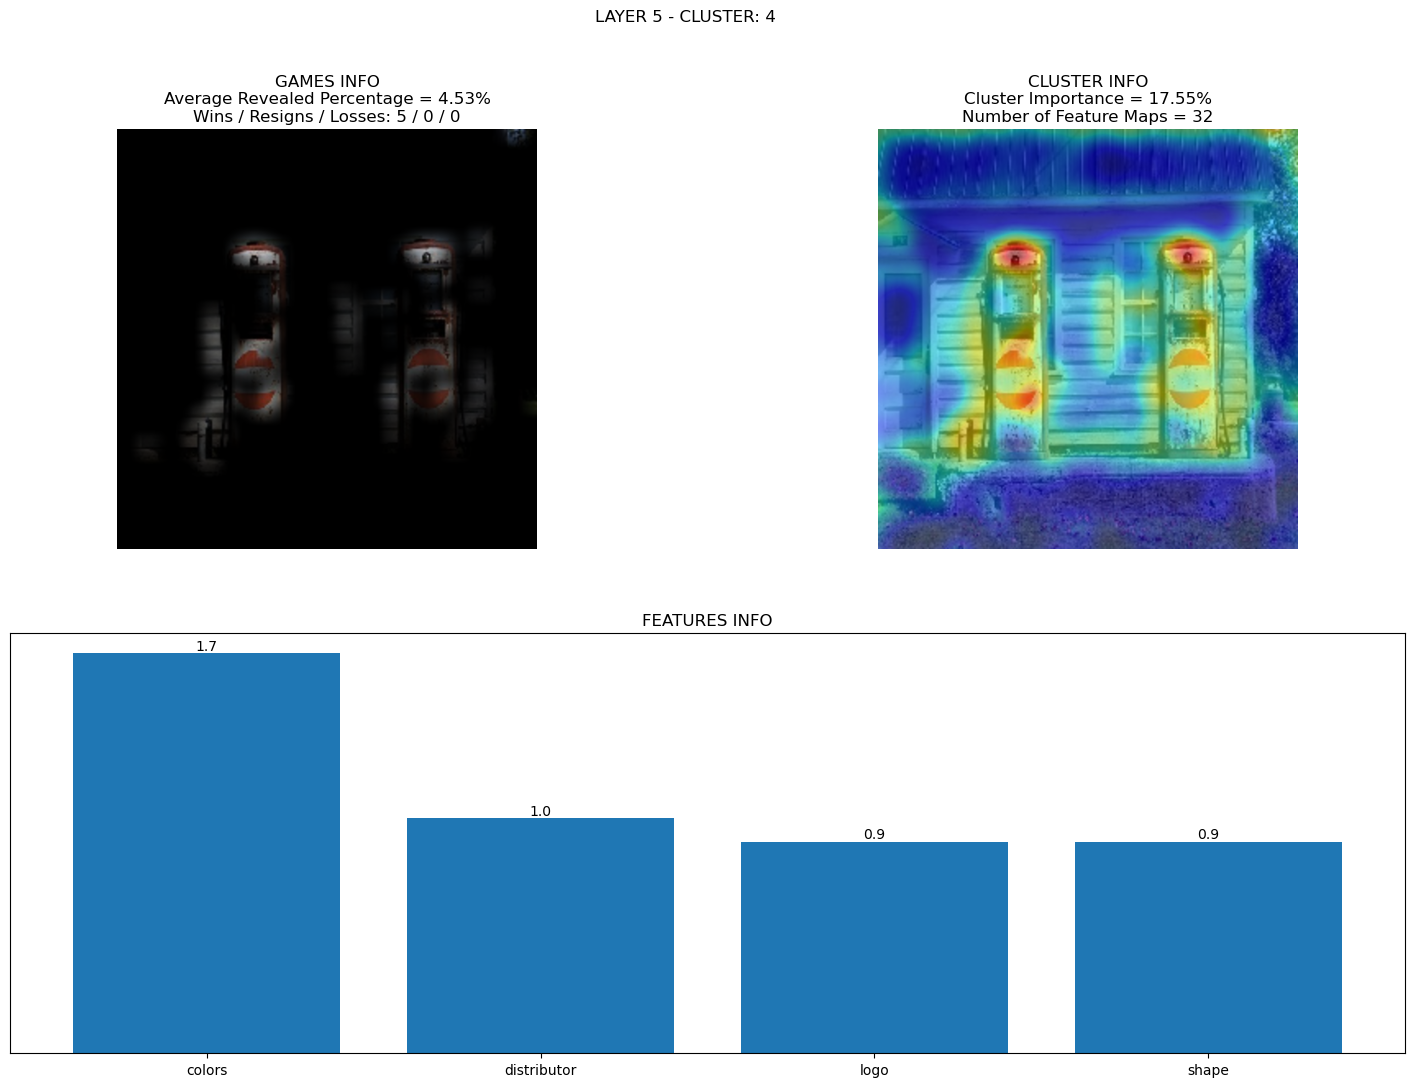 LAYER 5 - CLUSTER: 4
GAMES INFO
Average Revealed Percentage = 4.53%
Wins / Resigns / Losses: 5 / 0 / 0
CLUSTER INFO
Cluster Importance = 17.55%
Number of Feature Maps = 32
FEATURES INFO
1.7
1.0
0.9
0.9
colors
distributor
logo
shape